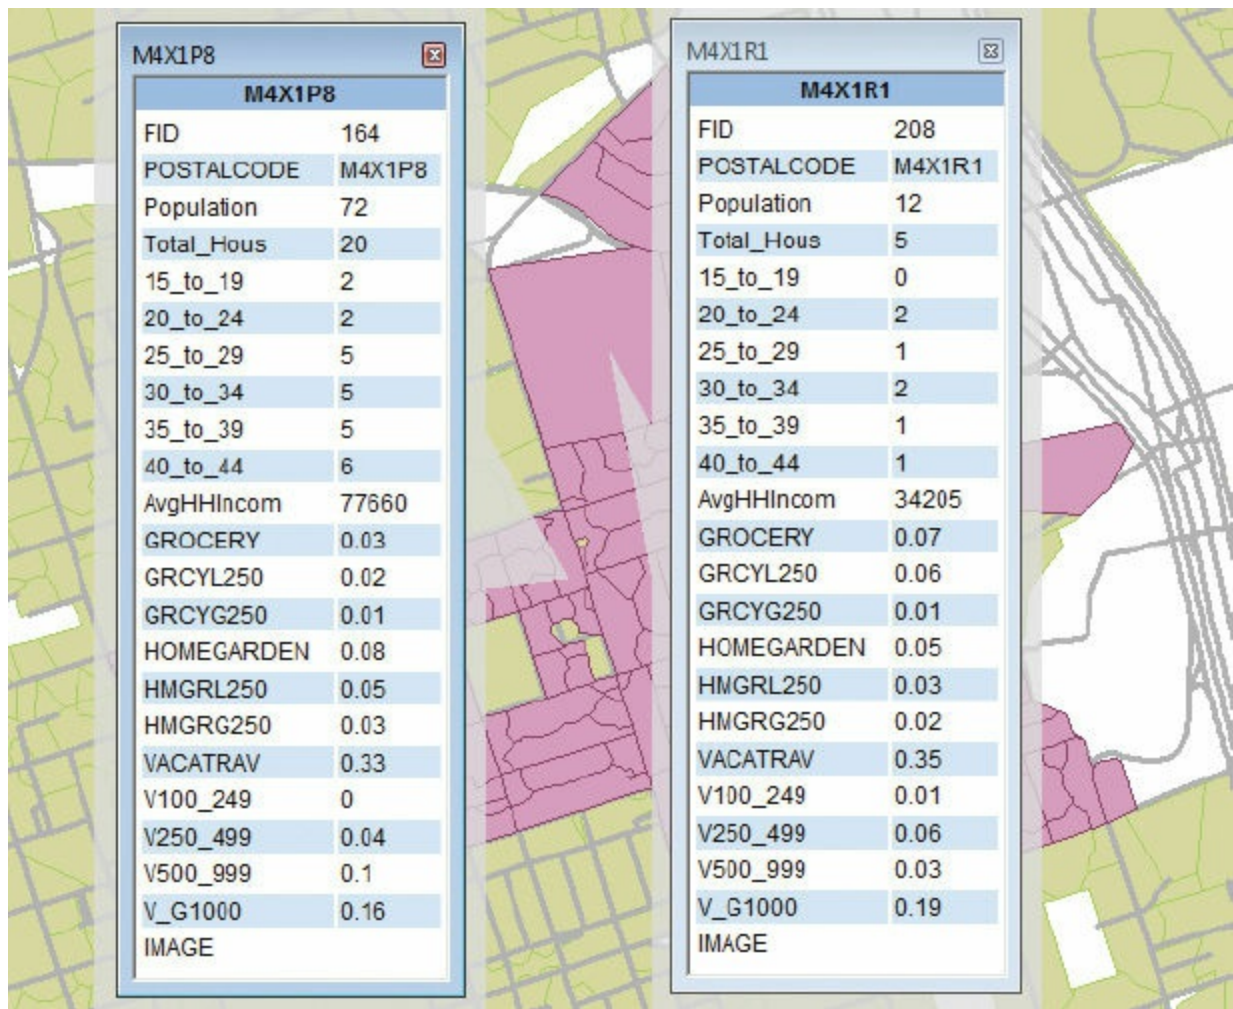 M4X1P8
M4X1P8
FID 164
POSTALCODE M4X1P8
Population 72
Total_Hous 20
15_to_19 2
20_to_24 2
25_to_29 5
30_to_34 5
35_to_39 5
40_to_44 6
AvgHHIncom 77660
GROCERY 0.03
GRCYL250 0.02
GRCYG250 0.01
HOMEGARDEN 0.08
HMGRL250 0.05
HMGRG250 0.03
VACATRAV 0.33
V100_249 0
V250_499 0.04
V500_999 0.1
V_G1000 0.16
IMAGE
M4X1R1
M4X1R1
FID 208
POSTALCODE M4X1R1
Population 12
Total_Hous 5
15_to_19 0
20_to_24 2
25_to_29 1
30_to_34 2
35_to_39 1
40_to_44 1
AvgHHIncom 34205
GROCERY 0.07
GRCYL250 0.06
GRCYG250 0.01
HOMEGARDEN 0.05
HMGRL250 0.03
HMGRG250 0.02
VACATRAV 0.35
V100_249 0.01
V250_499 0.06
V500_999 0.03
V_G1000 0.19
IMAGE